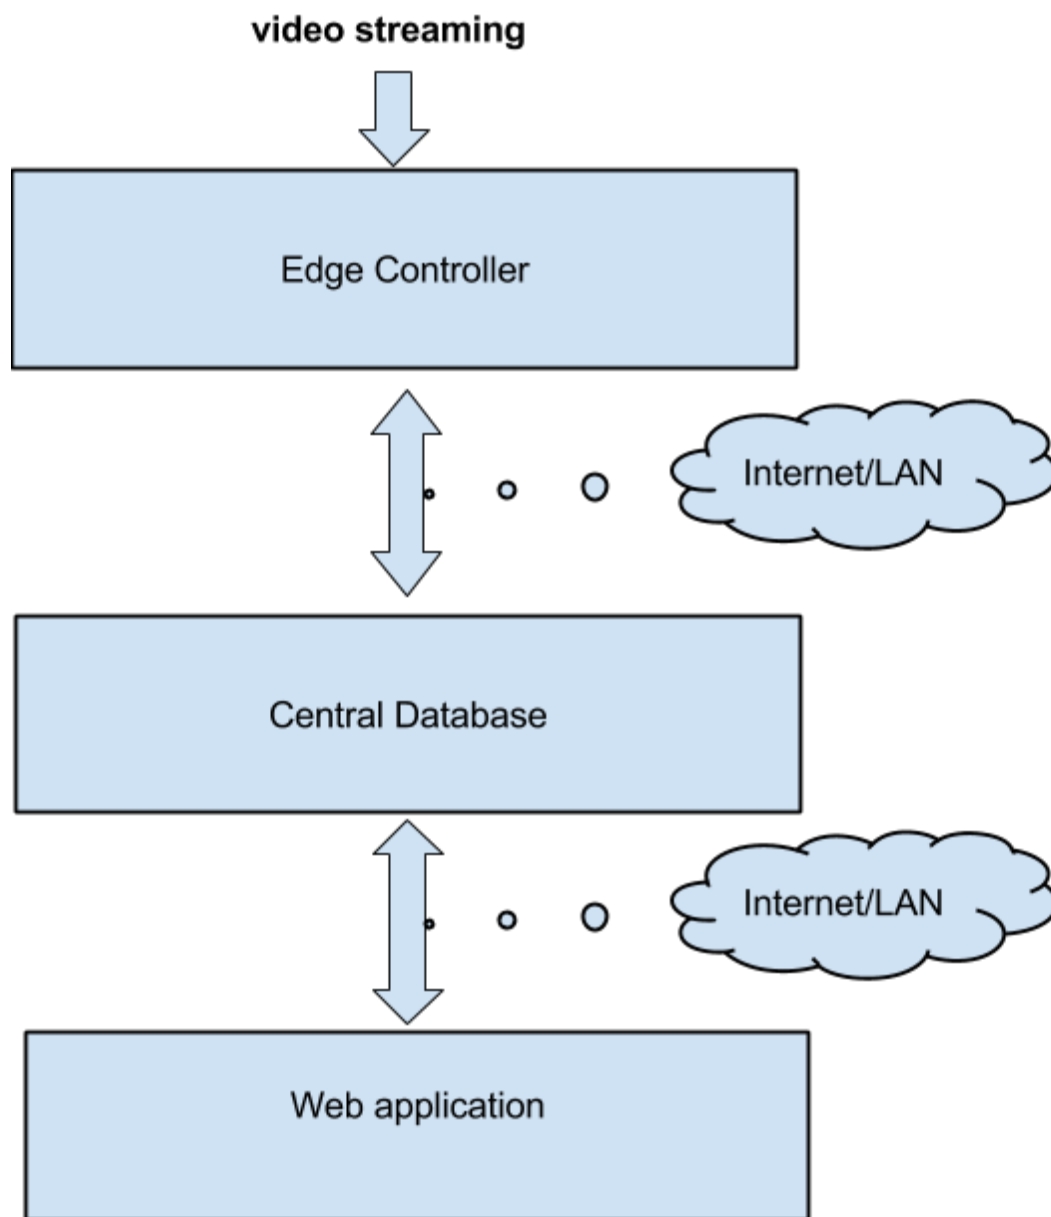 video streaming
Edge Controller
Internet/LAN
Central Database
Internet/LAN
Web application